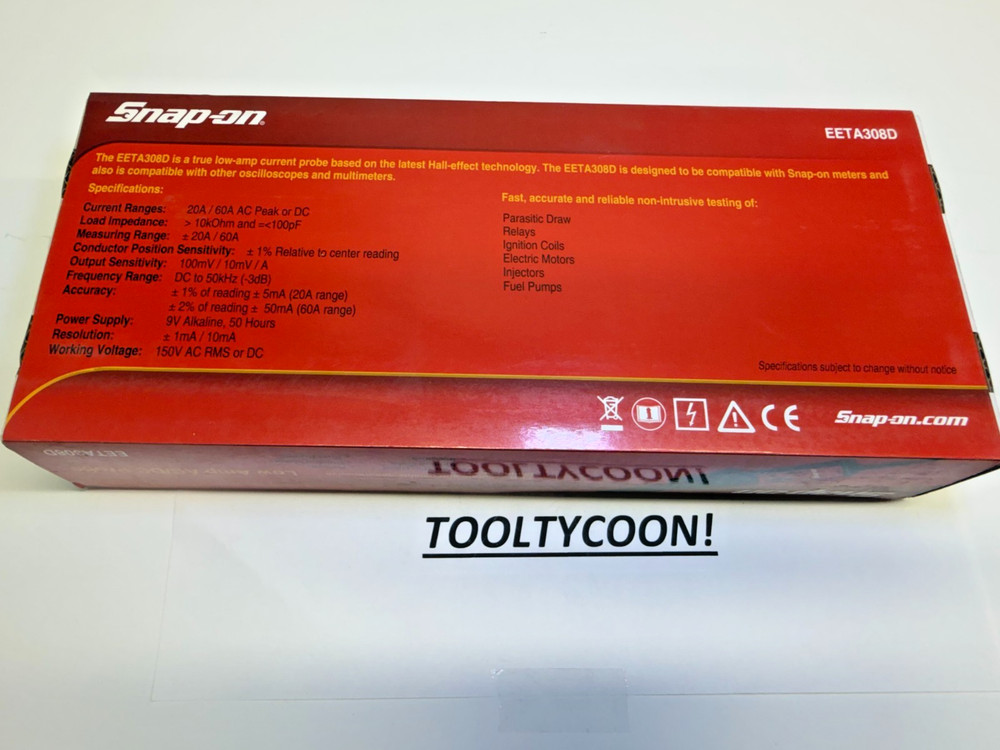 Snap-on®
EETA308D
The EETA308D is a true low-amp current probe based on the latest Hall-effect technology. The EETA308D is designed to be compatible with Snap-on meters and
also is compatible with other oscilloscopes and multimeters.
Specifications:
Current Ranges: 20A / 60A AC Peak or DC
Load Impedance: > 10kOhm and =<100pF
Measuring Range: ± 20A / 60A
Conductor Position Sensitivity: ± 1% Relative to center reading
Output Sensitivity: 100mV / 10mV / A
Frequency Range: DC to 50kHz (-3dB)
Accuracy: ± 1% of reading ± 5mA (20A range)
± 2% of reading ± 50mA (60A range)
Power Supply: 9V Alkaline, 50 Hours
Resolution: ± 1mA / 10mA
Working Voltage: 150V AC RMS or DC
Fast, accurate and reliable non-intrusive testing of:
Parasitic Draw
Relays
Ignition Coils
Electric Motors
Injectors
Fuel Pumps
Specifications subject to change without notice
CE
Snap-on.com
EETA308D
TOOLTYCOON!
TOOLTYCOON!